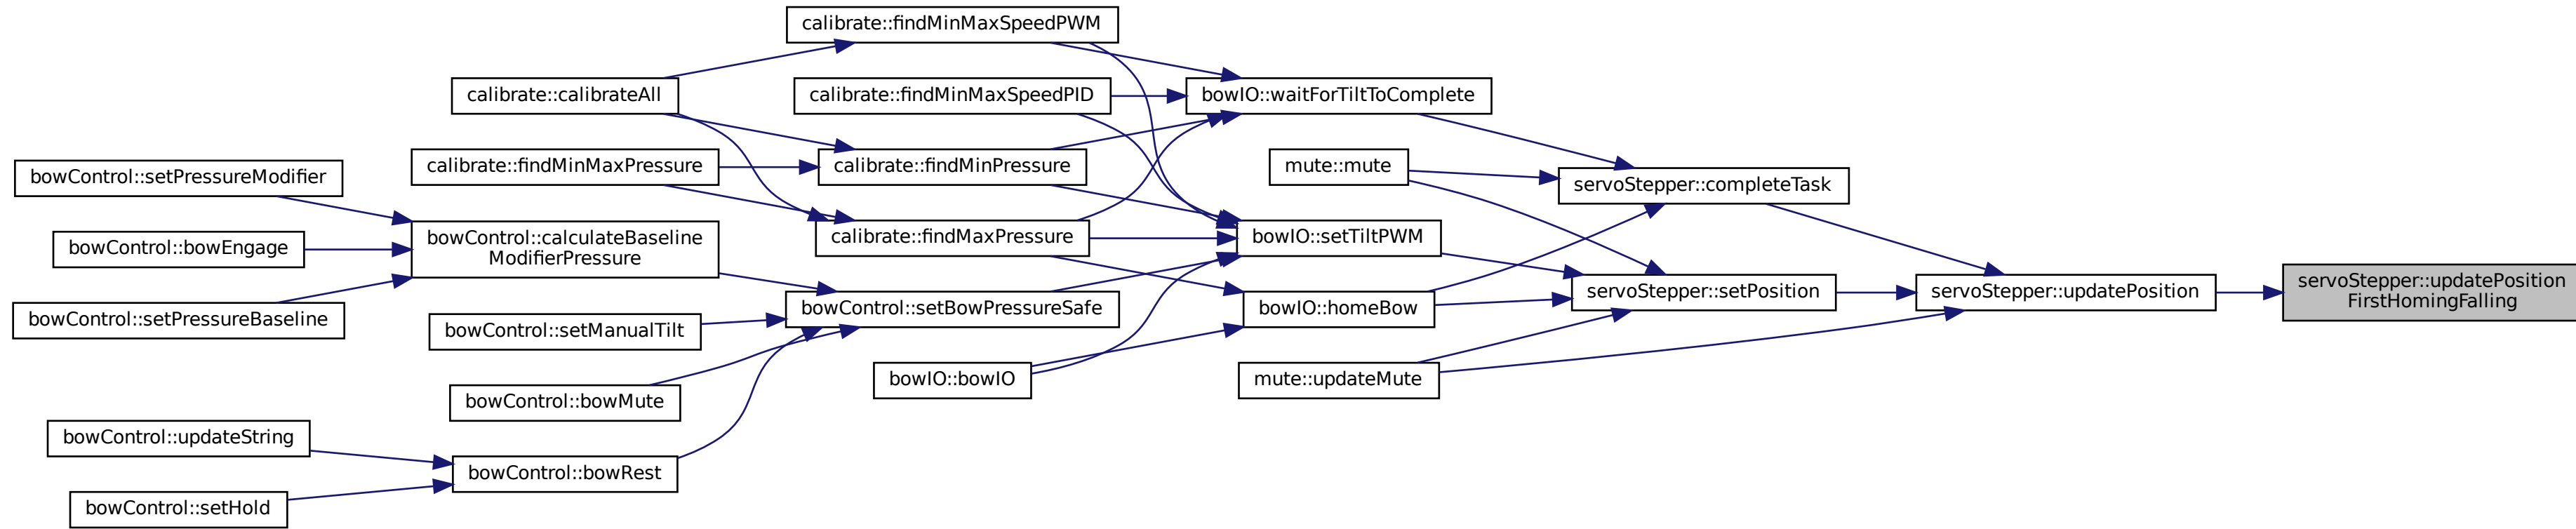 calibrate::findMinMaxSpeedPWM
calibrate::calibrateAll
calibrate::findMinMaxSpeedPID
bowIO::waitForTiltToComplete
calibrate::findMinMaxPressure
calibrate::findMinPressure
mute::mute
bowControl::setPressureModifier
servoStepper::completeTask
bowControl::bowEngage
bowControl::calculateBaseline
ModifierPressure
calibrate::findMaxPressure
bowIO::setTiltPWM
bowControl::setPressureBaseline
bowControl::setManualTilt
bowControl::setBowPressureSafe
bowIO::homeBow
servoStepper::setPosition
servoStepper::updatePosition
servoStepper::updatePosition
FirstHomingFalling
bowIO::bowIO
mute::updateMute
bowControl::bowMute
bowControl::updateString
bowControl::bowRest
bowControl::setHold